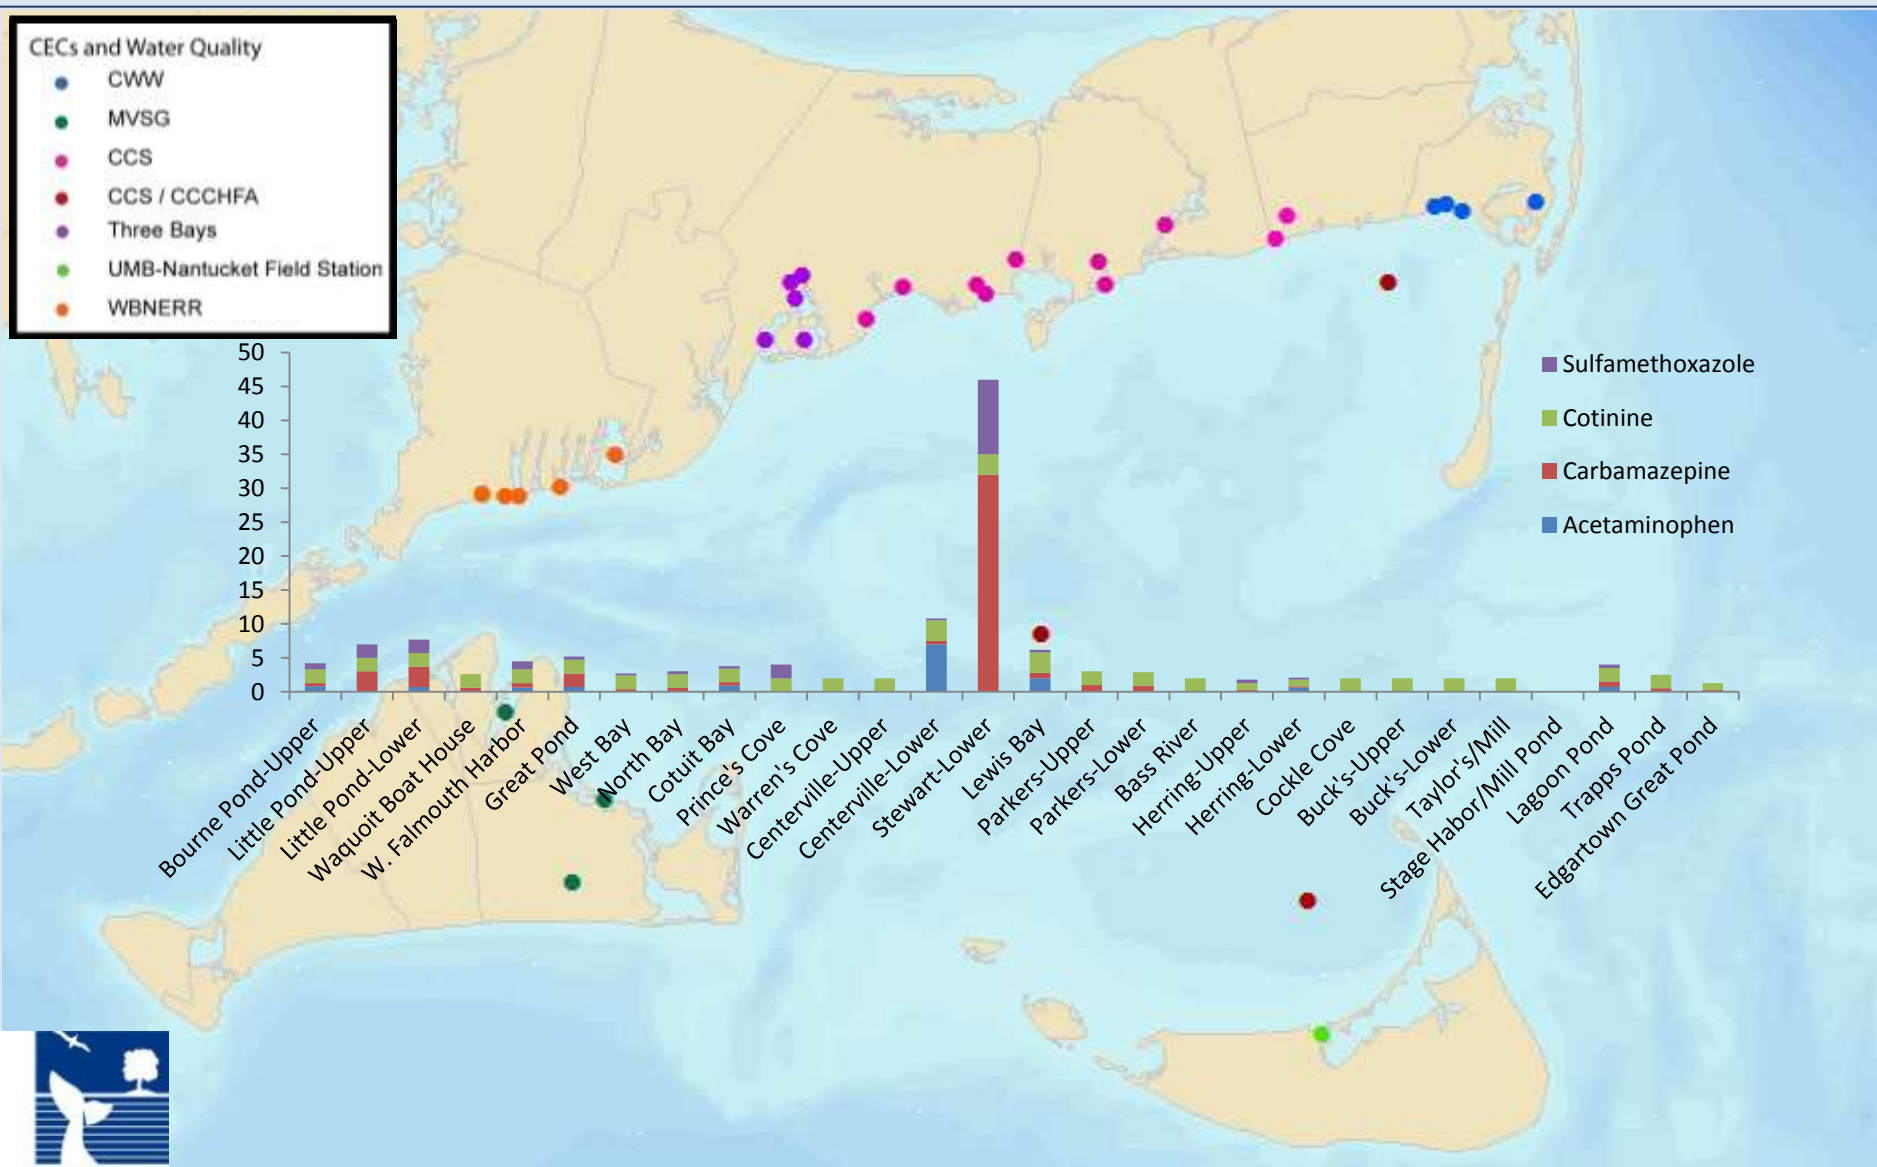 CECs and Water Quality
CWW
MVSG
CCS
CCS / CCCHFA
Three Bays
UMB-Nantucket Field Station
WBNERR
50
45
40
35
30
25
20
15
10
5
0
Sulfamethoxazole
Cotinine
Carbamazepine
Acetaminophen
Bourne Pond-Upper
Little Pond-Upper
Little Pond-Lower
Waquoit Boat House
W. Falmouth Harbor
Great Pond
West Bay
North Bay
Cotuit Bay
Prince's Cove
Warren's Cove
Centerville-Upper
Centerville-Lower
Stewart-Lower
Lewis Bay
Parkers-Upper
Parkers-Lower
Bass River
Herring-Upper
Herring-Lower
Cockle Cove
Buck's-Upper
Buck's-Lower
Taylor's/Mill
Stage Habor/Mill Pond
Lagoon Pond
Trapps Pond
Edgartown Great Pond